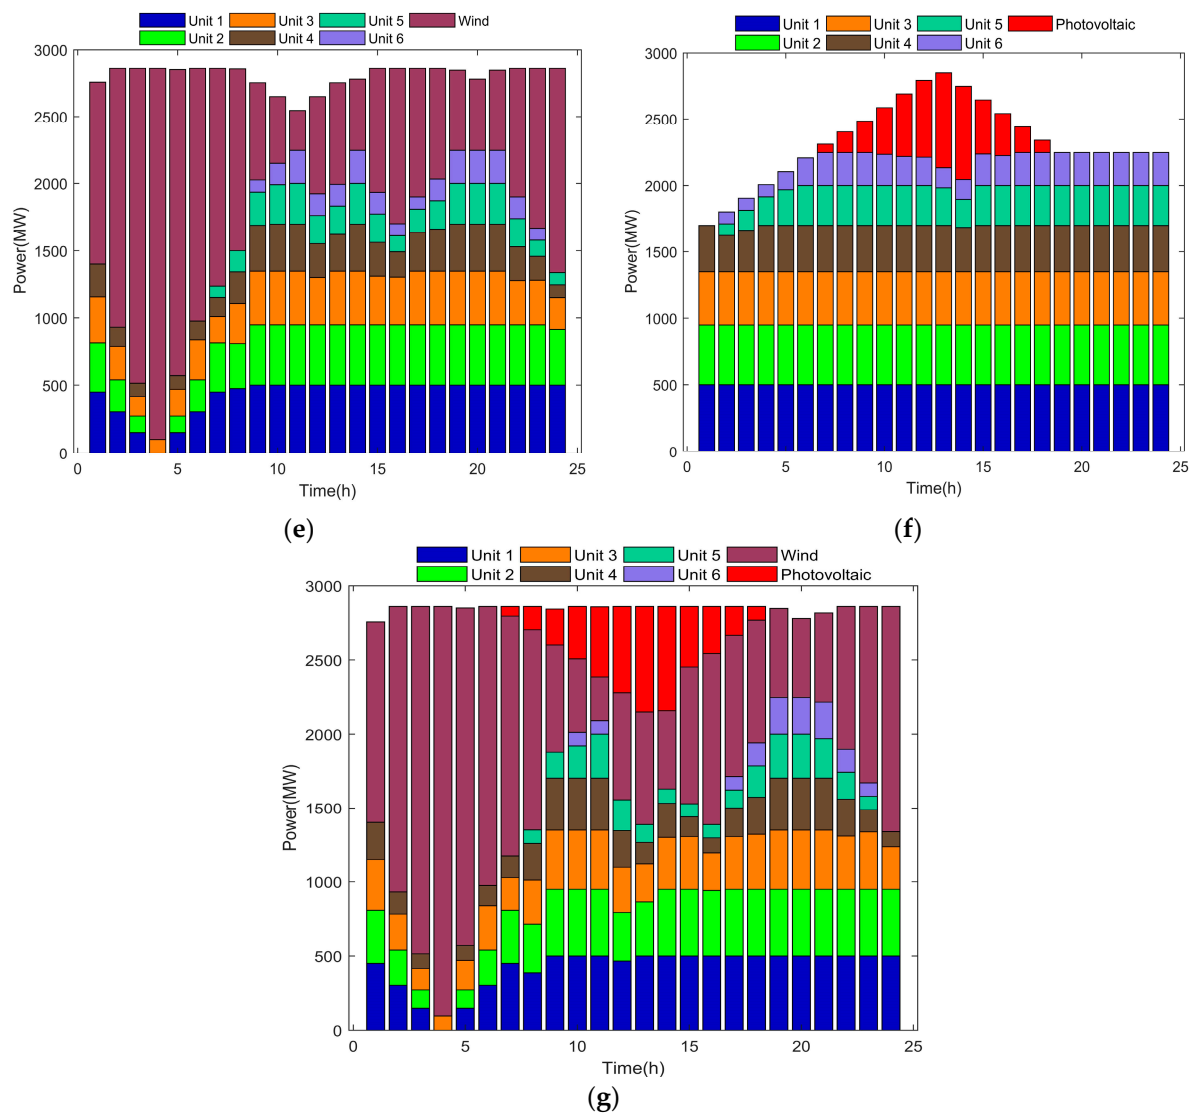 Unit 1 Unit 3 Unit 5 Wind
Unit 2 Unit 4 Unit 6
3000
2500
2000
1500
1000
500
0
Power(MW)
0 5 10 15 20 25
Time(h)
(e)
Unit 1 Unit 3 Unit 5 Photovoltaic
Unit 2 Unit 4 Unit 6
3000
2500
2000
1500
1000
500
0
Power(MW)
0 5 10 15 20 25
Time(h)
(f)
Unit 1 Unit 3 Unit 5 Wind
Unit 2 Unit 4 Unit 6 Photovoltaic
3000
2500
2000
1500
1000
500
0
Power(MW)
0 5 10 15 20 25
Time(h)
(g)